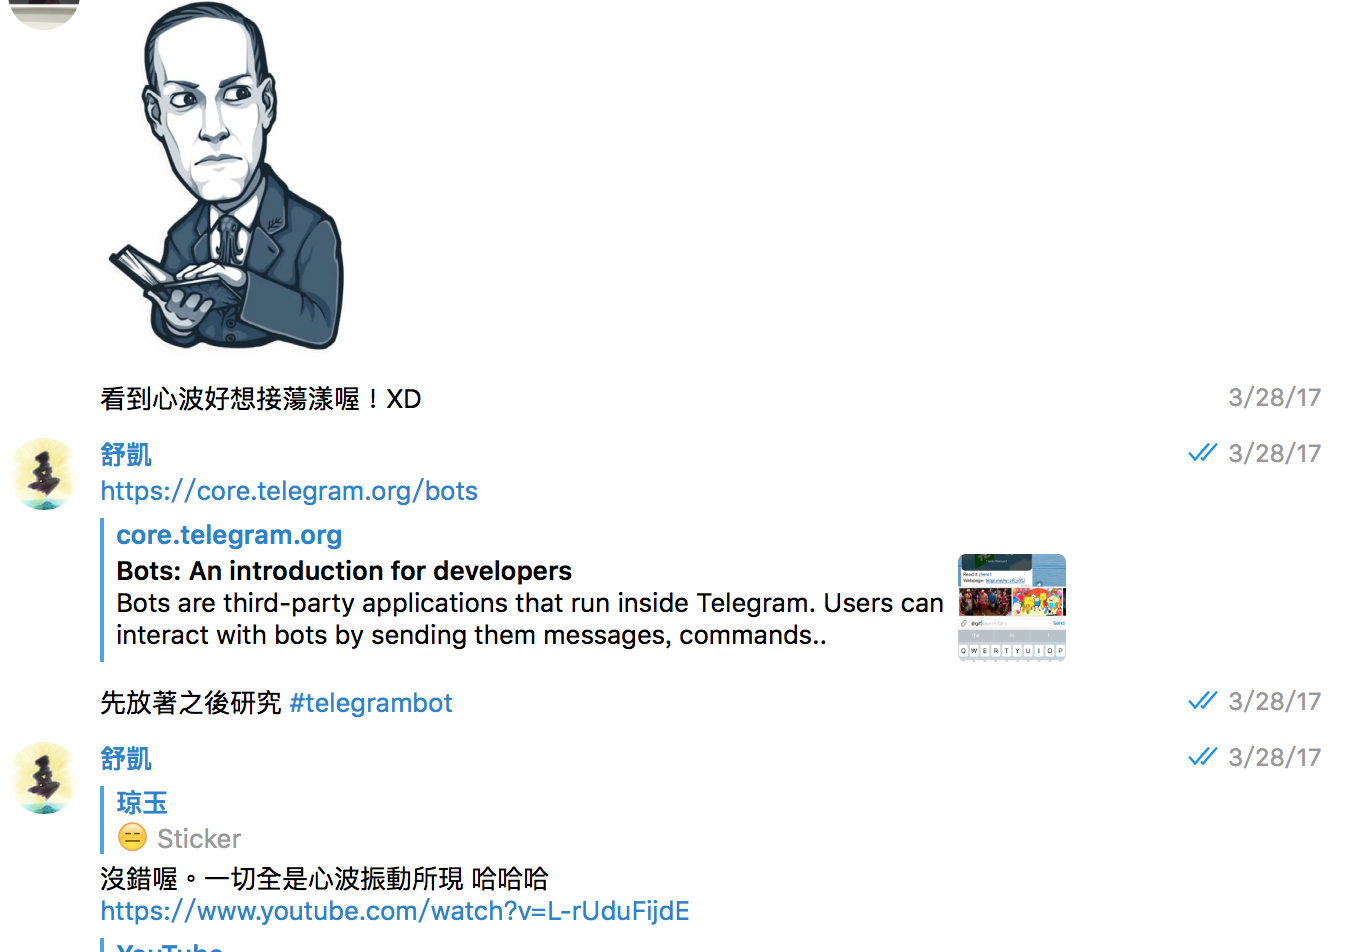 看到心波好想接蕩漾喔！XD
3/28/17
舒凱
3/28/17
https://core.telegram.org/bots
core.telegram.org
Bots: An introduction for developers
Bots are third-party applications that run inside Telegram. Users can
interact with bots by sending them messages, commands..
Q W E R T Y U I O P
先放著之後研究 #telegrambot
3/28/17
舒凱
3/28/17
琼玉
Sticker
沒錯喔。一切全是心波振動所現 哈哈哈
https://www.youtube.com/watch?v=L-rUduFijdE
YouTube